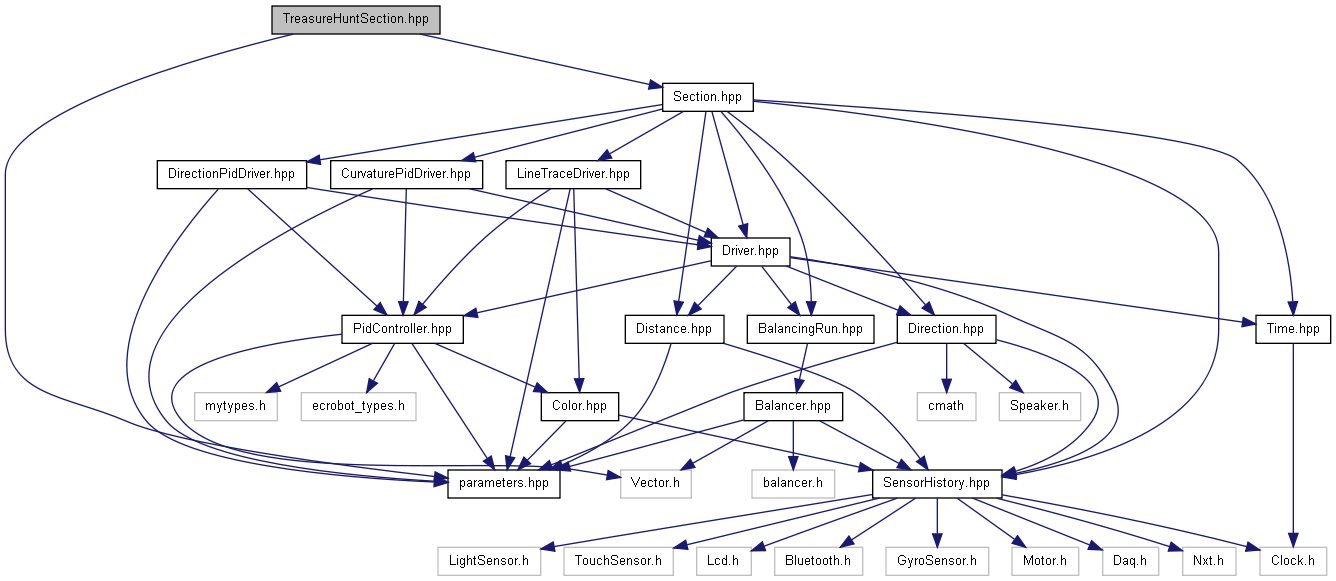 TreasureHuntSection.hpp
Section.hpp
DirectionPidDriver.hpp
CurvaturePidDriver.hpp
LineTraceDriver.hpp
Driver.hpp
PidController.hpp
Distance.hpp
BalancingRun.hpp
Direction.hpp
Time.hpp
mytypes.h
ecrobot_types.h
Color.hpp
Balancer.hpp
cmath
Speaker.h
parameters.hpp
Vector.h
balancer.h
SensorHistory.hpp
LightSensor.h
TouchSensor.h
Lcd.h
Bluetooth.h
GyroSensor.h
Motor.h
Daq.h
Nxt.h
Clock.h